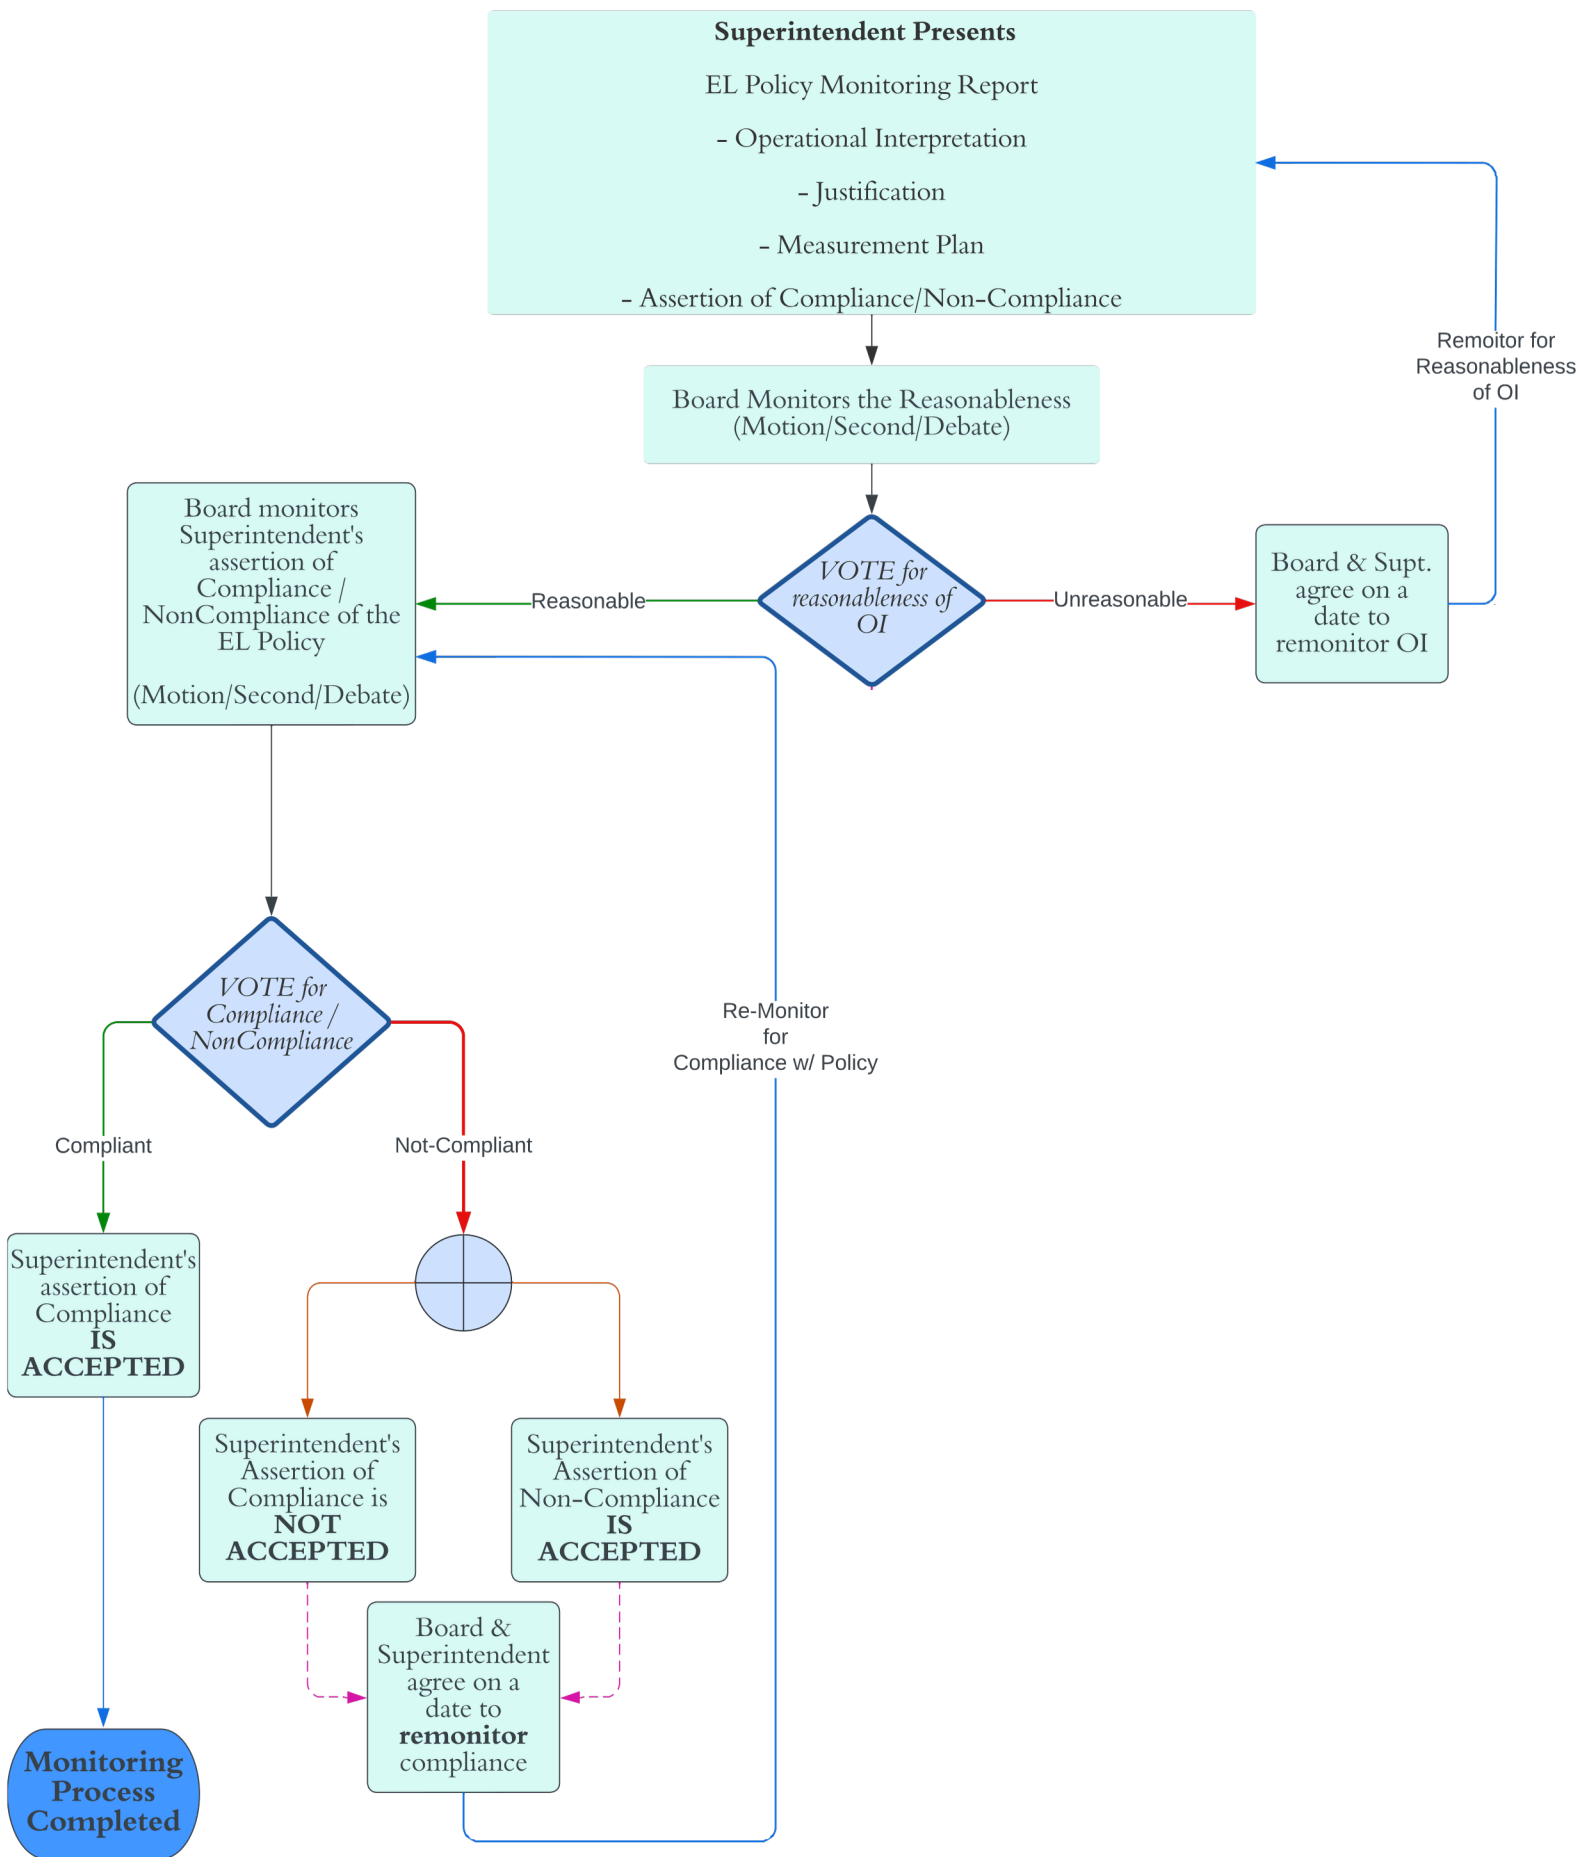 Superintendent Presents
EL Policy Monitoring Report
- Operational Interpretation
- Justification
- Measurement Plan
- Assertion of Compliance/Non-Compliance
Remoitor for
Reasonableness
of OI
Board Monitors the Reasonableness
(Motion/Second/Debate)
Board monitors
Superintendent's
assertion of
Compliance /
NonCompliance of the
EL Policy
(Motion/Second/Debate)
Reasonable
VOTE for
reasonableness of
OI
Unreasonable
Board & Supt.
agree on a
date to
remonitor OI
VOTE for
Compliance /
NonCompliance
Re-Monitor
for
Compliance w/ Policy
Compliant
Not-Compliant
Superintendent's
assertion of
Compliance
IS
ACCEPTED
Superintendent's
Assertion of
Compliance is
NOT
ACCEPTED
Superintendent's
Assertion of
Non-Compliance
IS
ACCEPTED
Board &
Superintendent
agree on a
date to
remonitor
compliance
Monitoring
Process
Completed